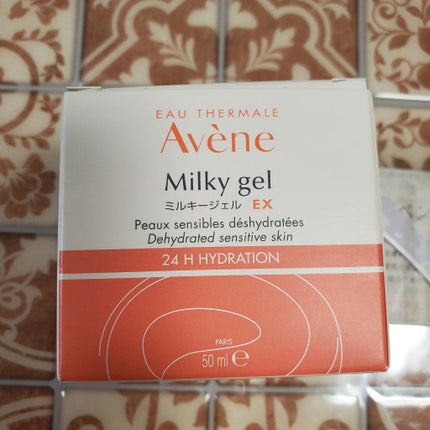 EAU THERMALE
Avène
Milky gel
ミルキージェル EX
Peaux sensibles déshydratées
Dehydrated sensitive skin
24 H HYDRATION
PARIS
50 ml ℮